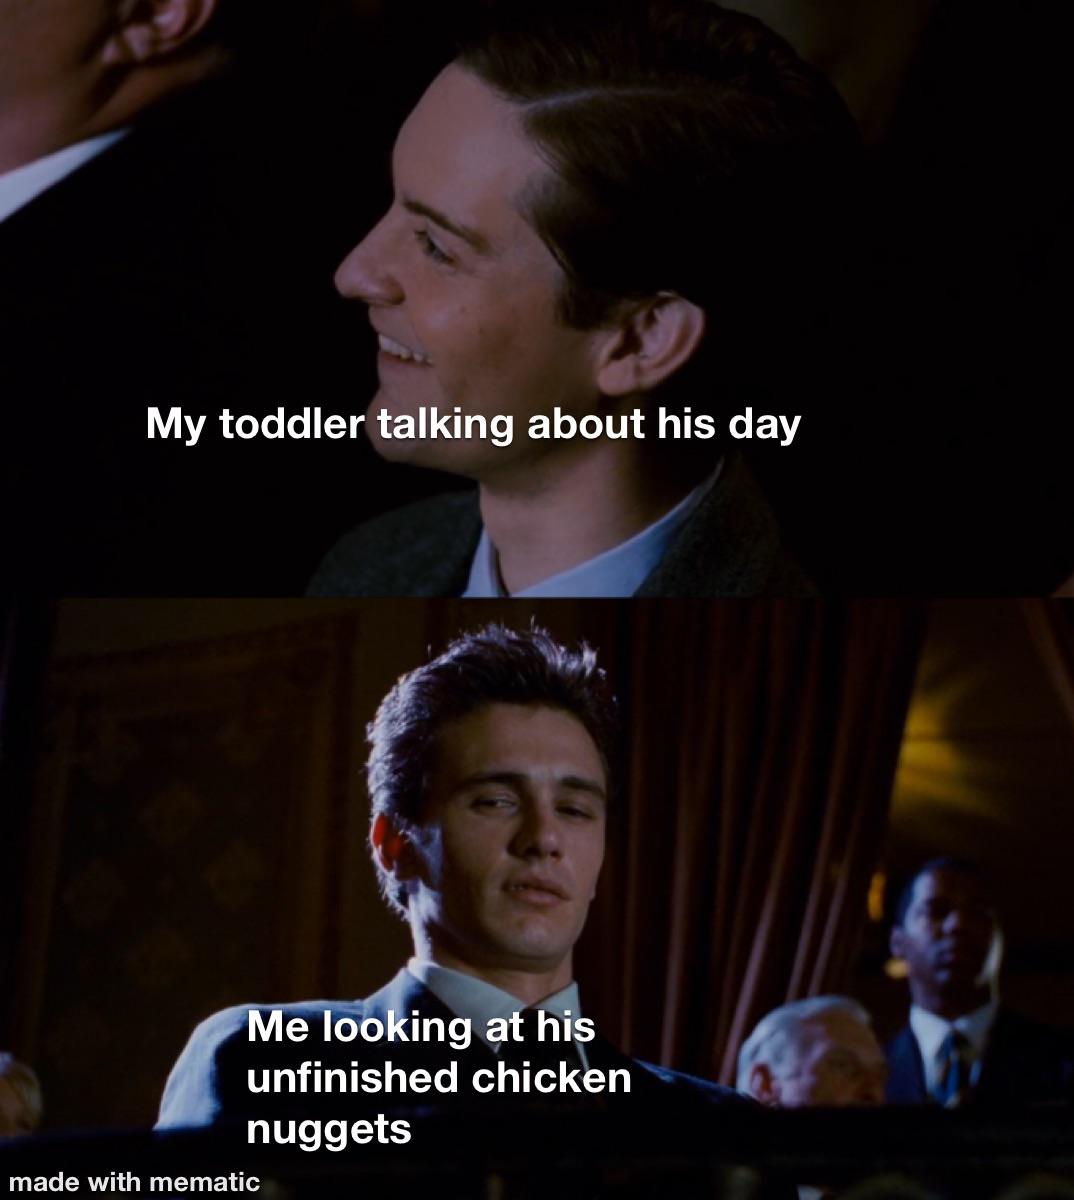 My toddler talking about his day
Me looking at his
unfinished chicken
nuggets
made with mematic